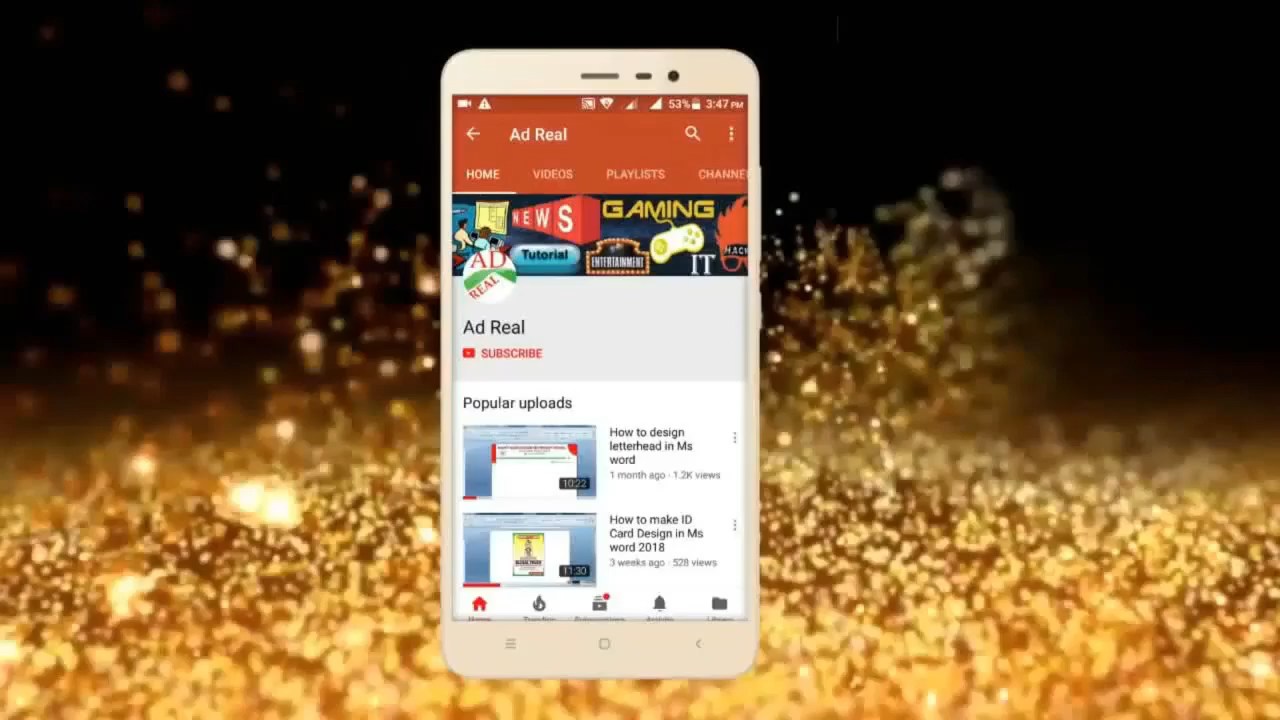 53% 3:47 PM
Ad Real
HOME VIDEOS PLAYLISTS CHANNE
NEWS GAMING
HACK
Tutorial ENTERTAINMENT IT
AD
REAL
Ad Real
SUBSCRIBE
Popular uploads
How to design
letterhead in Ms
word
1 month ago · 1.2K views
10:22
How to make ID
Card Design in Ms
word 2018
3 weeks ago · 528 views
11:30